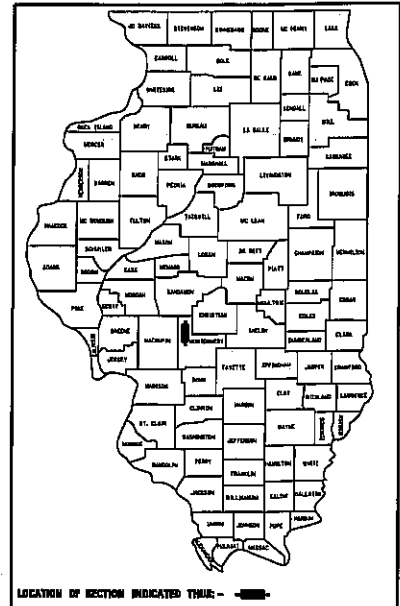 JO DAVIESS STEPHENSON WINNEBAGO BOONE MC HENRY LAKE
CARROLL OGLE
WHITESIDE LEE DE KALB KANE DU PAGE COOK
KENDALL WILL
ROCK ISLAND HENRY BUREAU LA SALLE GRUNDY
MERCER PUTNAM KANKAKEE
STARK MARSHALL
HENDERSON WARREN KNOX PEORIA WOODFORD LIVINGSTON IROQUOIS
HANCOCK MC DONOUGH FULTON TAZEWELL MC LEAN FORD
SCHUYLER MASON LOGAN DE WITT CHAMPAIGN VERMILION
ADAMS BROWN CASS MENARD MACON PIATT
MORGAN SANGAMON DOUGLAS EDGAR
PIKE SCOTT CHRISTIAN MOULTRIE COLES
GREENE MACOUPIN MONTGOMERY SHELBY CUMBERLAND CLARK
CALHOUN JERSEY FAYETTE EFFINGHAM JASPER CRAWFORD
MADISON BOND CLAY RICHLAND LAWRENCE
CLINTON MARION
ST. CLAIR WAYNE
WASHINGTON JEFFERSON
MONROE RANDOLPH PERRY HAMILTON WHITE
FRANKLIN
JACKSON WILLIAMSON SALINE GALLATIN
UNION JOHNSON POPE HARDIN
ALEXANDER PULASKI MASSAC
LOCATION OF SECTION INDICATED THUS: -